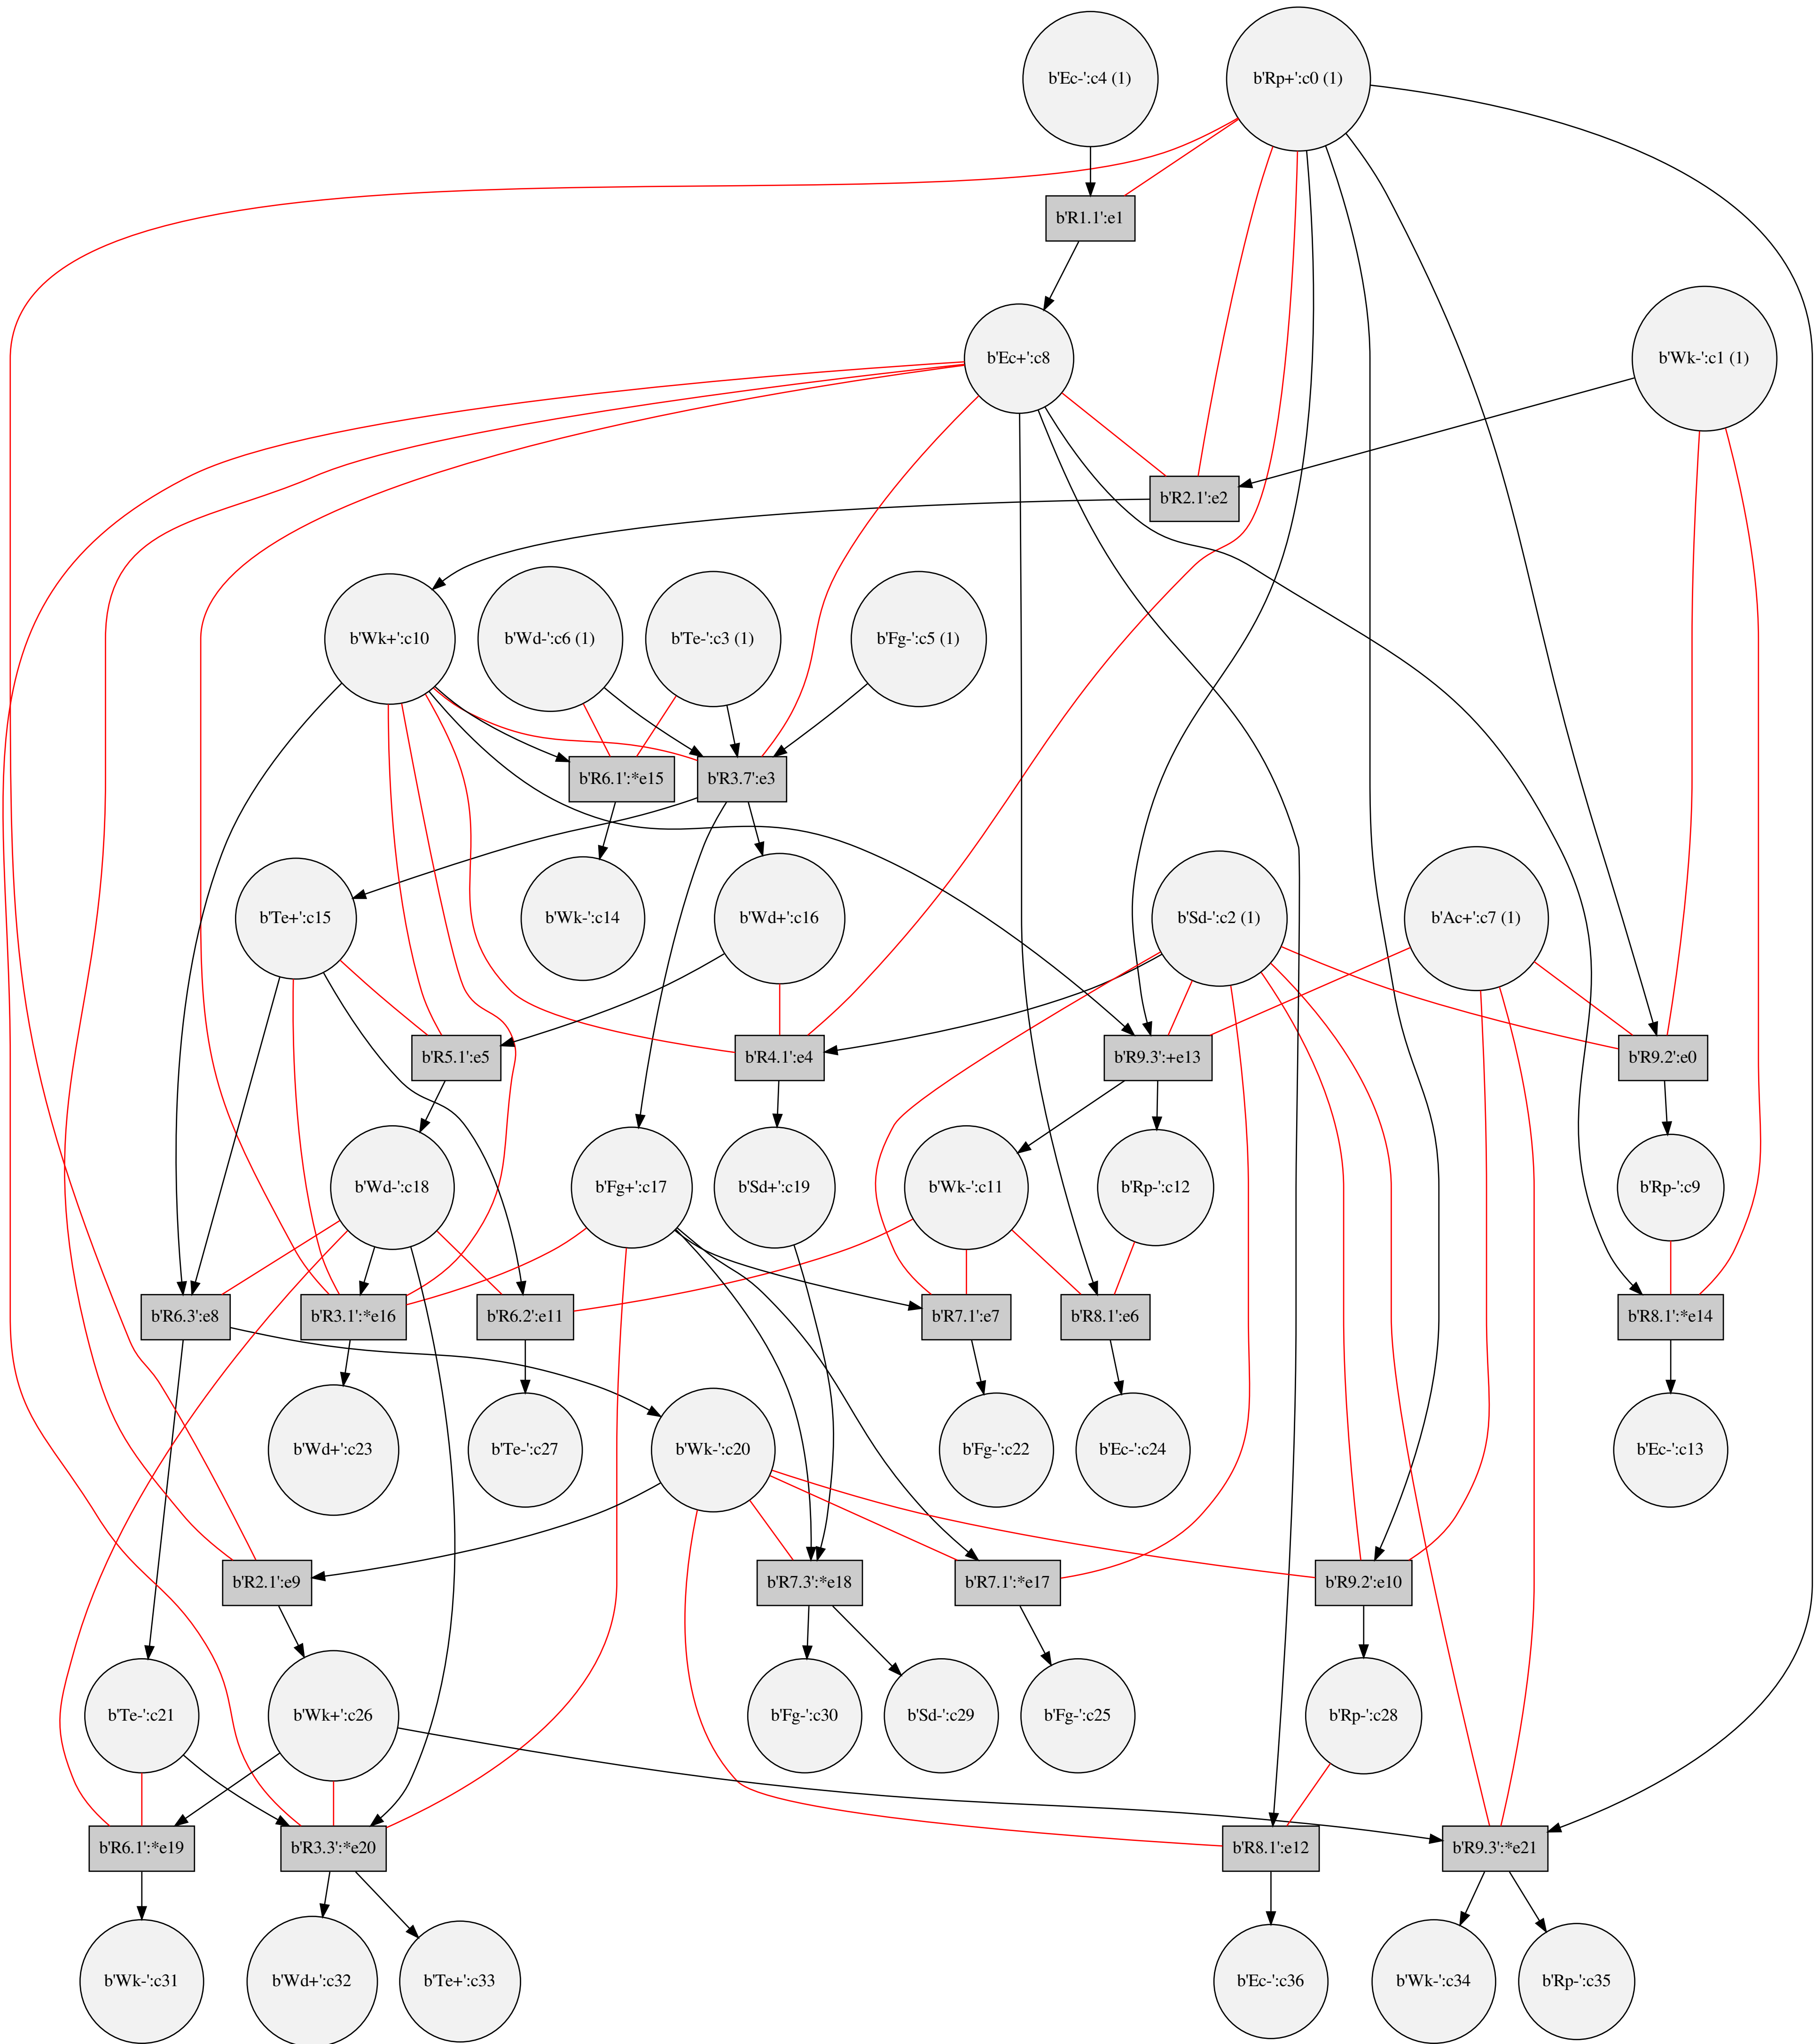 b'Ec-':c4 (1)
b'Rp+':c0 (1)
b'R1.1':e1
b'Ec+':c8
b'Wk-':c1 (1)
b'R2.1':e2
b'Wk+':c10
b'Wd-':c6 (1)
b'Te-':c3 (1)
b'Fg-':c5 (1)
b'R6.1':*e15
b'R3.7':e3
b'Te+':c15
b'Wk-':c14
b'Wd+':c16
b'Sd-':c2 (1)
b'Ac+':c7 (1)
b'R5.1':e5
b'R4.1':e4
b'R9.3':+e13
b'R9.2':e0
b'Wd-':c18
b'Fg+':c17
b'Sd+':c19
b'Wk-':c11
b'Rp-':c12
b'Rp-':c9
b'R6.3':e8
b'R3.1':*e16
b'R6.2':e11
b'R7.1':e7
b'R8.1':e6
b'R8.1':*e14
b'Wd+':c23
b'Te-':c27
b'Wk-':c20
b'Fg-':c22
b'Ec-':c24
b'Ec-':c13
b'R2.1':e9
b'R7.3':*e18
b'R7.1':*e17
b'R9.2':e10
b'Te-':c21
b'Wk+':c26
b'Fg-':c30
b'Sd-':c29
b'Fg-':c25
b'Rp-':c28
b'R6.1':*e19
b'R3.3':*e20
b'R8.1':e12
b'R9.3':*e21
b'Wk-':c31
b'Wd+':c32
b'Te+':c33
b'Ec-':c36
b'Wk-':c34
b'Rp-':c35